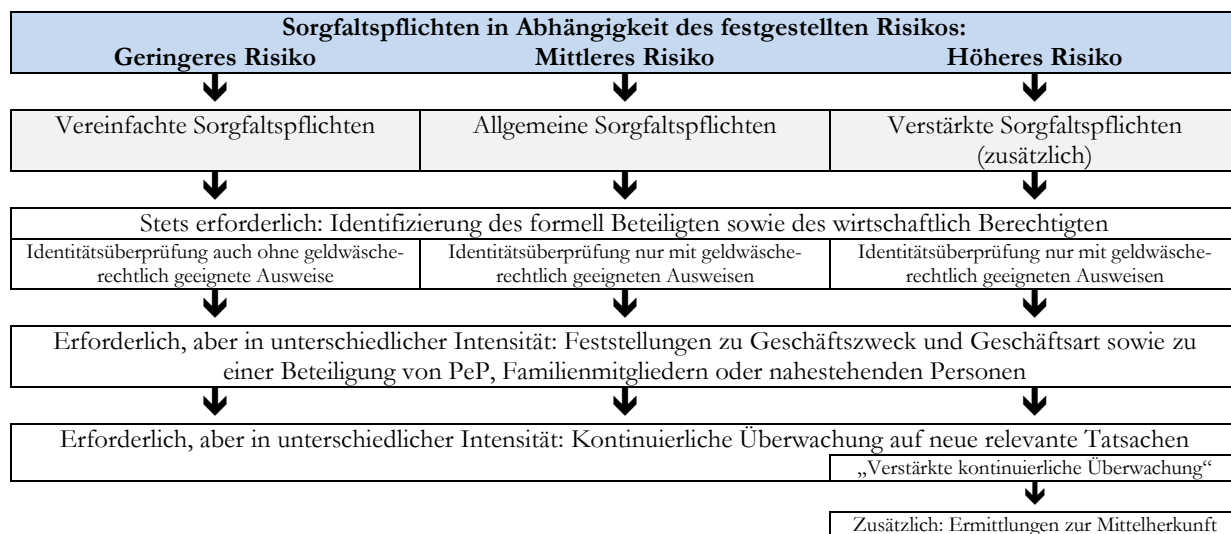 Sorgfaltspflichten in Abhängigkeit des festgestellten Risikos:
Geringeres Risiko Mittleres Risiko Höheres Risiko
Vereinfachte Sorgfaltspflichten Allgemeine Sorgfaltspflichten Verstärkte Sorgfaltspflichten
(zusätzlich)
Stets erforderlich: Identifizierung des formell Beteiligten sowie des wirtschaftlich Berechtigten
Identitätsüberprüfung auch ohne geldwäsche-
rechtlich geeignete Ausweise
Identitätsüberprüfung nur mit geldwäsche-
rechtlich geeigneten Ausweisen
Identitätsüberprüfung nur mit geldwäsche-
rechtlich geeigneten Ausweisen
Erforderlich, aber in unterschiedlicher Intensität: Feststellungen zu Geschäftszweck und Geschäftsart sowie zu
einer Beteiligung von PeP, Familienmitgliedern oder nahestehenden Personen
Erforderlich, aber in unterschiedlicher Intensität: Kontinuierliche Überwachung auf neue relevante Tatsachen
„Verstärkte kontinuierliche Überwachung“
Zusätzlich: Ermittlungen zur Mittelherkunft